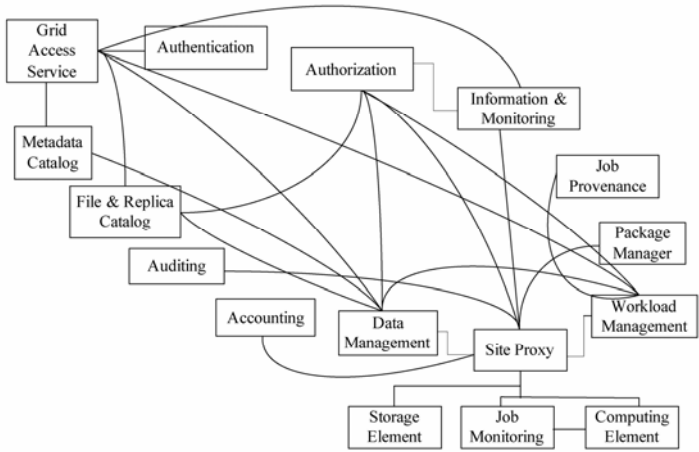 Grid
Access
Service
Authentication
Authorization
Information &
Monitoring
Metadata
Catalog
Job
Provenance
File & Replica
Catalog
Package
Manager
Auditing
Accounting
Data
Management
Workload
Management
Site Proxy
Storage
Element
Job
Monitoring
Computing
Element